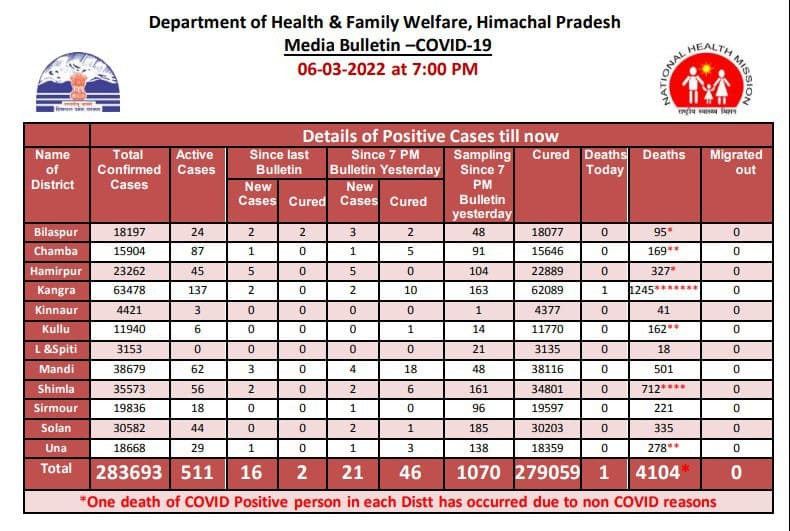 Department of Health & Family Welfare, Himachal Pradesh
Media Bulletin –COVID-19
06-03-2022 at 7:00 PM
NATIONAL HEALTH MISSION
राष्ट्रीय स्वास्थ्य मिशन
Details of Positive Cases till now
Name of District Total Confirmed Cases Active Cases Since last Bulletin New Cases Cured Since 7 PM Bulletin Yesterday New Cases Cured Sampling Since 7 PM Bulletin yesterday Cured Deaths Today Deaths Migrated out
Bilaspur 18197 24 2 2 3 2 48 18077 0 95* 0
Chamba 15904 87 1 0 1 5 91 15646 0 169** 0
Hamirpur 23262 45 5 0 5 0 104 22889 0 327* 0
Kangra 63478 137 2 0 2 10 163 62089 1 1245******* 0
Kinnaur 4421 3 0 0 0 0 1 4377 0 41 0
Kullu 11940 6 0 0 0 1 14 11770 0 162** 0
L &Spiti 3153 0 0 0 0 0 21 3135 0 18 0
Mandi 38679 62 3 0 4 18 48 38116 0 501 0
Shimla 35573 56 2 0 2 6 161 34801 0 712**** 0
Sirmour 19836 18 0 0 1 0 96 19597 0 221 0
Solan 30582 44 0 0 2 1 185 30203 0 335 0
Una 18668 29 1 0 1 3 138 18359 0 278** 0
Total 283693 511 16 2 21 46 1070 279059 1 4104* 0
*One death of COVID Positive person in each Distt has occurred due to non COVID reasons